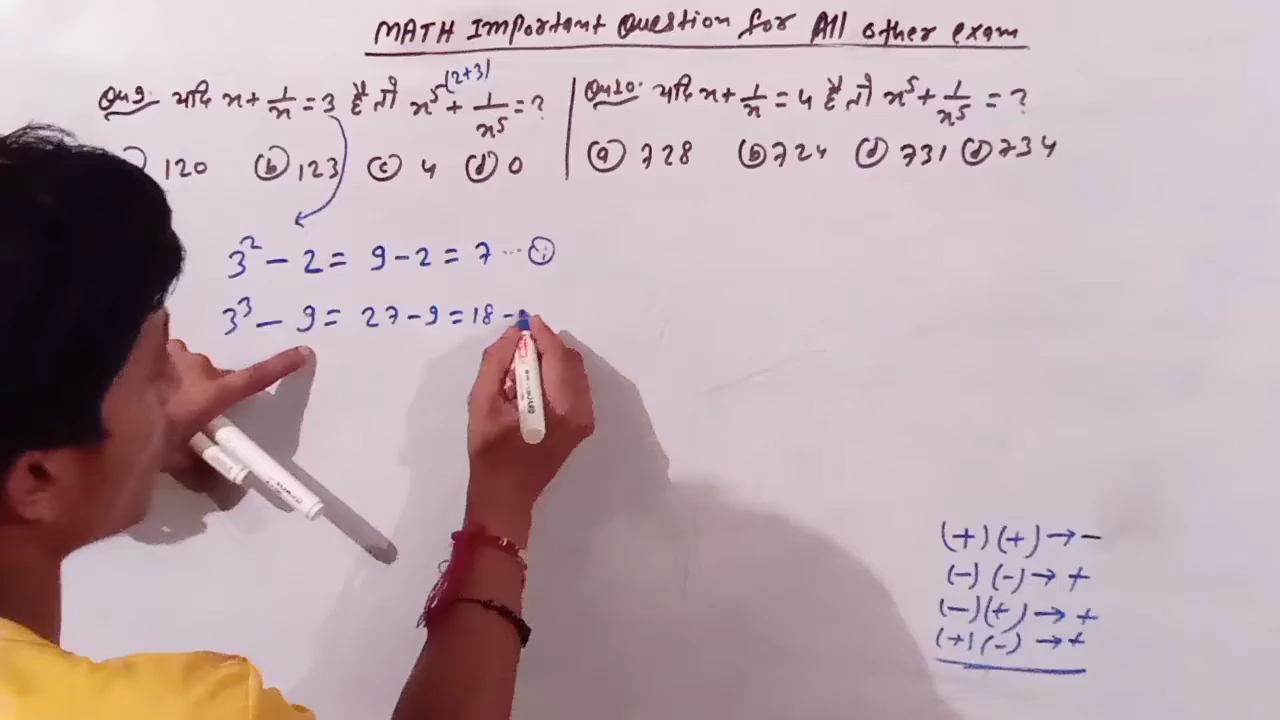 MATH Important Question for All other exam
Qu9. यदि x + 1/x = 3 है तो x⁵ + 1/x⁵ = ?
(2+3)
120 (b) 123 (c) 4 (d) 0
Qu10. यदि x + 1/x = 4 है तो x⁵ + 1/x⁵ = ?
(a) 728 (b) 724 (d) 731 (d) 734
3² - 2 = 9 - 2 = 7 ...
3³ - 9 = 27 - 9 = 18 -
(+) (+) → -
(-) (-) → +
(-) (+) → +
(+) (-) → +